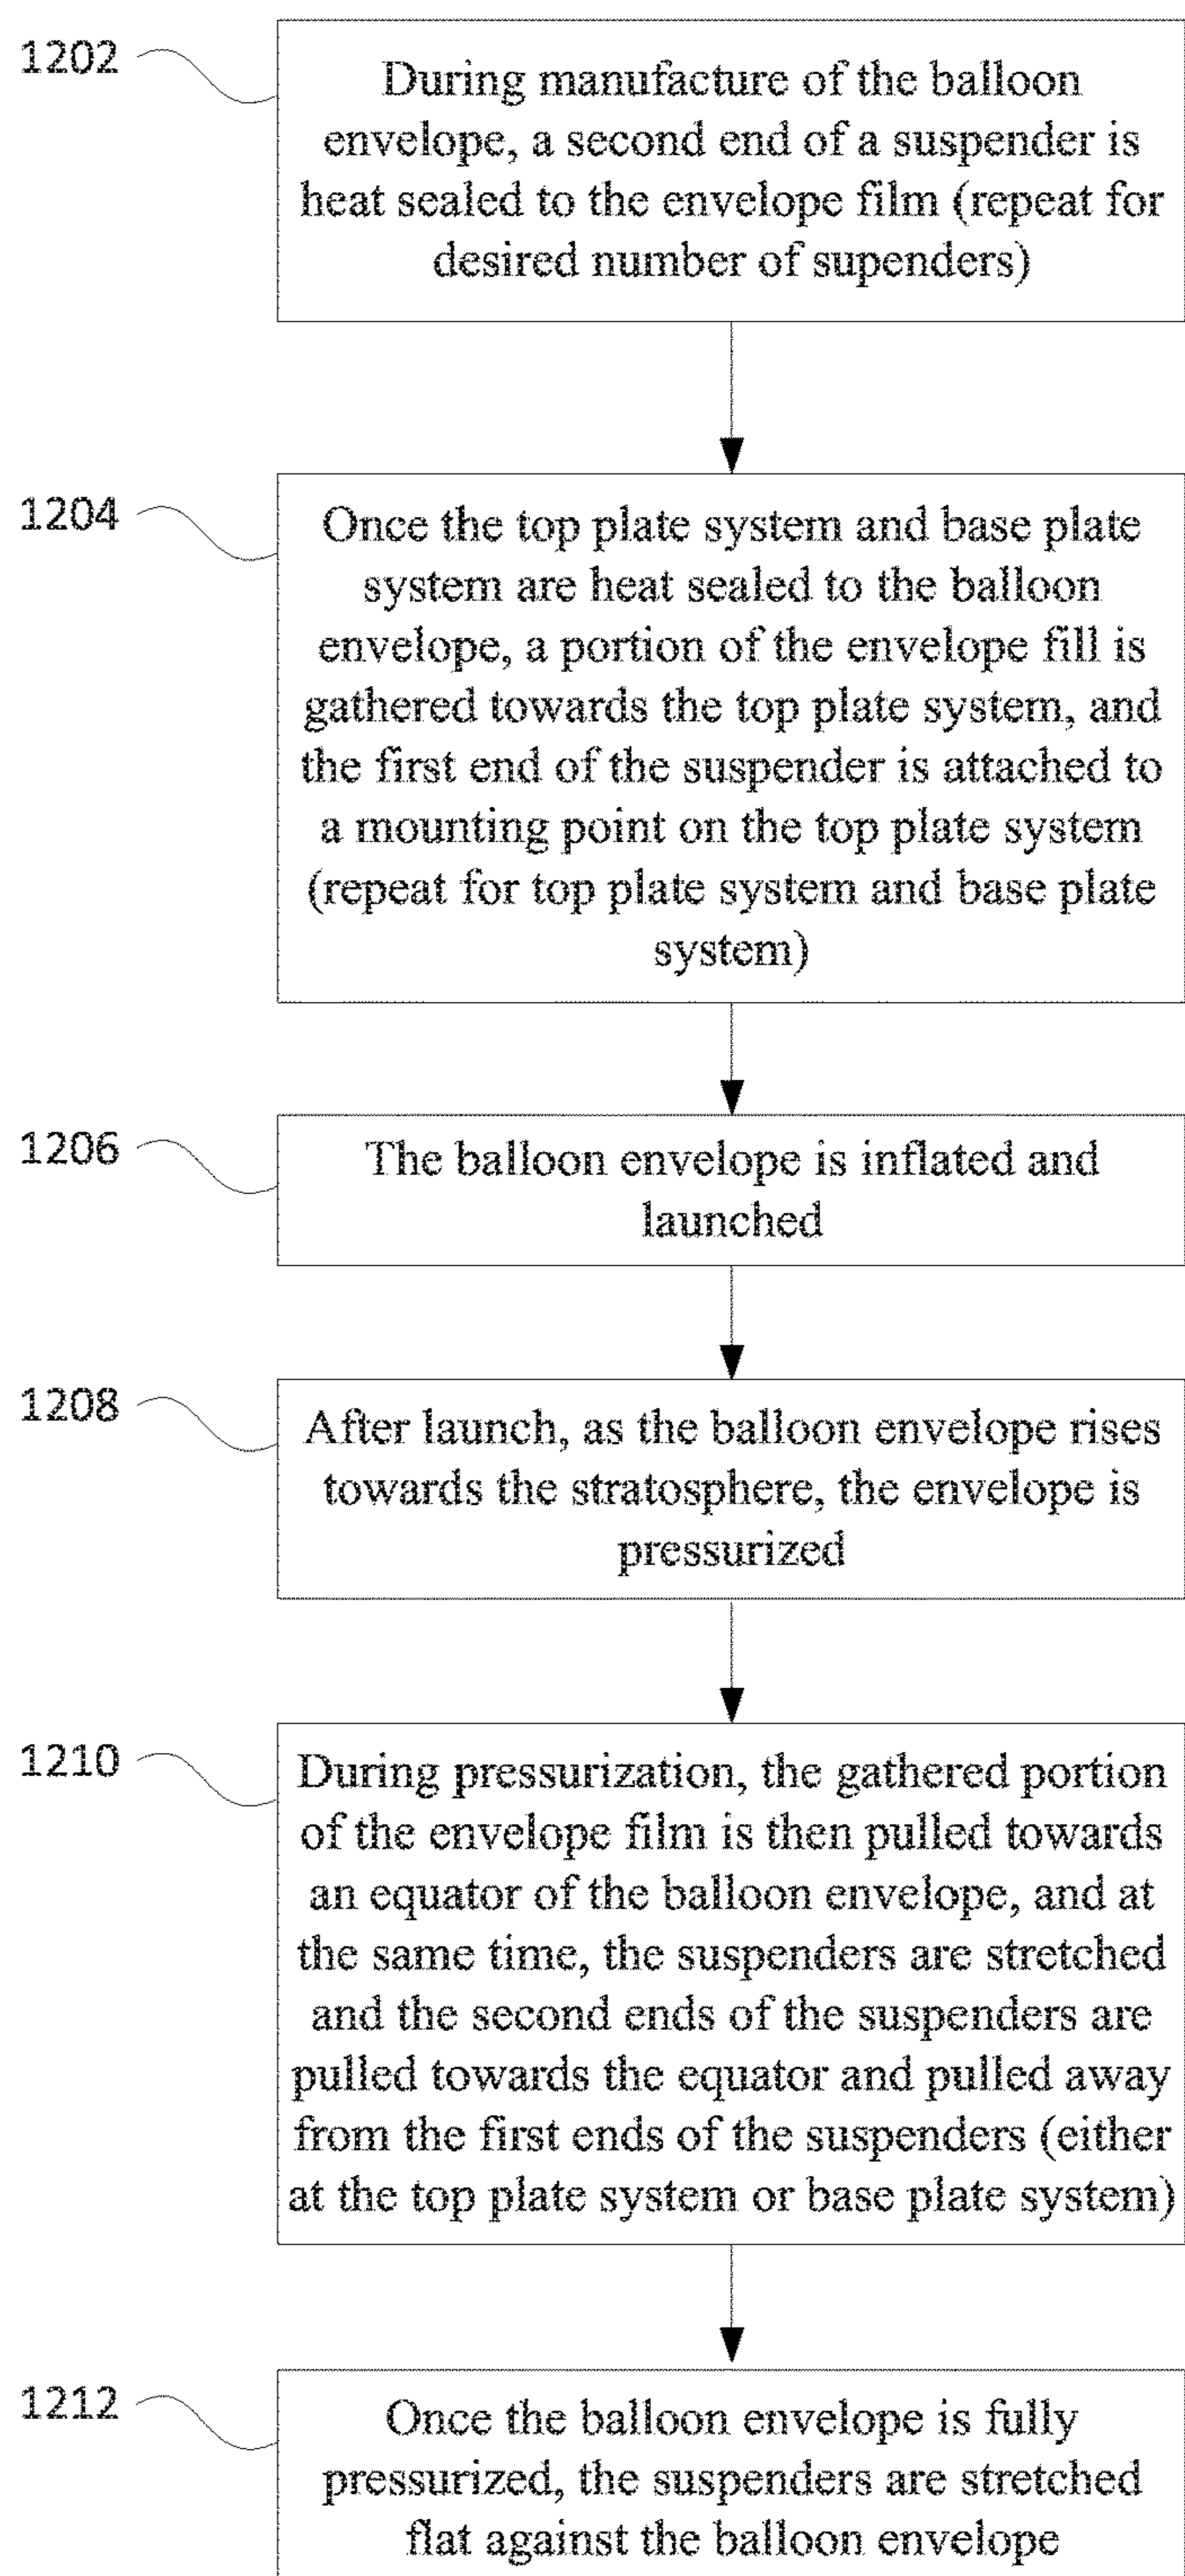 1202
During manufacture of the balloon
envelope, a second end of a suspender is
heat sealed to the envelope film (repeat for
desired number of supenders)
1204
Once the top plate system and base plate
system are heat sealed to the balloon
envelope, a portion of the envelope fill is
gathered towards the top plate system, and
the first end of the suspender is attached to
a mounting point on the top plate system
(repeat for top plate system and base plate
system)
1206
The balloon envelope is inflated and
launched
1208
After launch, as the balloon envelope rises
towards the stratosphere, the envelope is
pressurized
1210
During pressurization, the gathered portion
of the envelope film is then pulled towards
an equator of the balloon envelope, and at
the same time, the suspenders are stretched
and the second ends of the suspenders are
pulled towards the equator and pulled away
from the first ends of the suspenders (either
at the top plate system or base plate system)
1212
Once the balloon envelope is fully
pressurized, the suspenders are stretched
flat against the balloon envelope